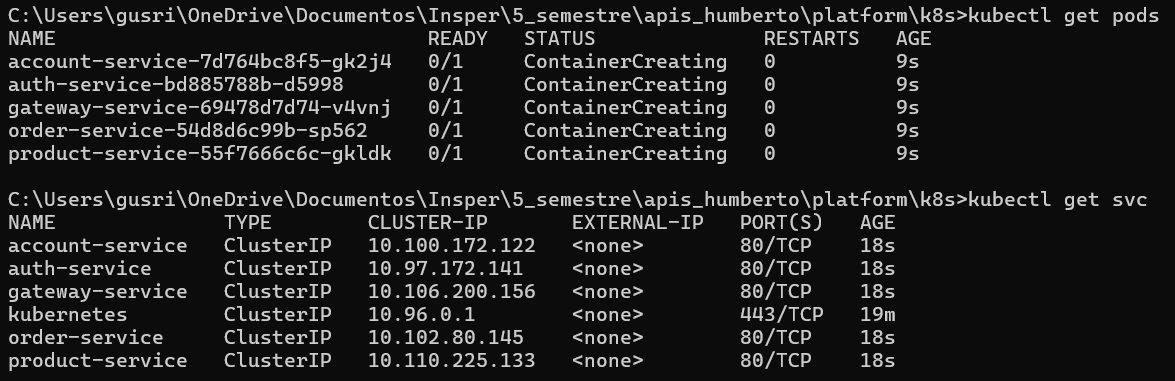 C:\Users\gusri\OneDrive\Documentos\Insper\5_semestre\apis_humberto\platform\k8s>kubectl get pods
NAME                               READY   STATUS              RESTARTS   AGE
account-service-7d764bc8f5-gk2j4   0/1     ContainerCreating   0          9s
auth-service-bd885788b-d5998       0/1     ContainerCreating   0          9s
gateway-service-69478d7d74-v4vnj   0/1     ContainerCreating   0          9s
order-service-54d8d6c99b-sp562     0/1     ContainerCreating   0          9s
product-service-55f7666c6c-gkldk   0/1     ContainerCreating   0          9s
C:\Users\gusri\OneDrive\Documentos\Insper\5_semestre\apis_humberto\platform\k8s>kubectl get svc
NAME              TYPE        CLUSTER-IP       EXTERNAL-IP   PORT(S)   AGE
account-service   ClusterIP   10.100.172.122   <none>        80/TCP    18s
auth-service      ClusterIP   10.97.172.141    <none>        80/TCP    18s
gateway-service   ClusterIP   10.106.200.156   <none>        80/TCP    18s
kubernetes        ClusterIP   10.96.0.1        <none>        443/TCP   19m
order-service     ClusterIP   10.102.80.145    <none>        80/TCP    18s
product-service   ClusterIP   10.110.225.133   <none>        80/TCP    18s